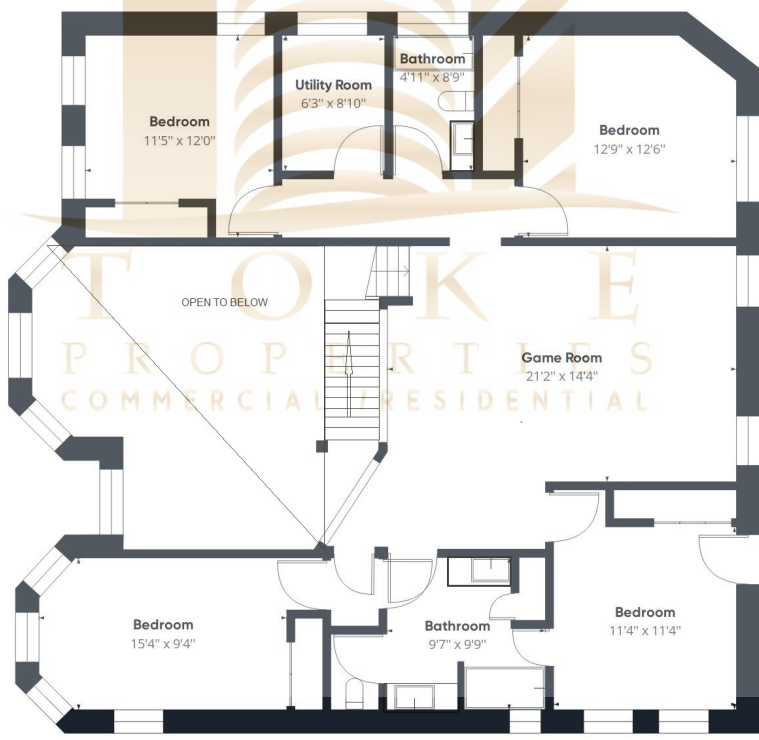 Bedroom
11'5" x 12'0"
Utility Room
6'3" x 8'10"
Bathroom
4'11" x 8'9"
Bedroom
12'9" x 12'6"
OPEN TO BELOW
TOKE
PROPERTIES
COMMERCIAL / RESIDENTIAL
Game Room
21'2" x 14'4"
Bedroom
15'4" x 9'4"
Bathroom
9'7" x 9'9"
Bedroom
11'4" x 11'4"